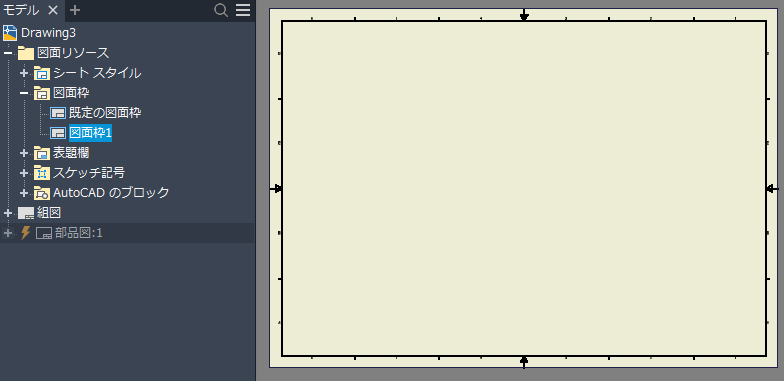 モデル
Drawing3
図面リソース
シート スタイル
図面枠
既定の図面枠
図面枠1
表題欄
スケッチ記号
AutoCAD のブロック
組図
部品図:1